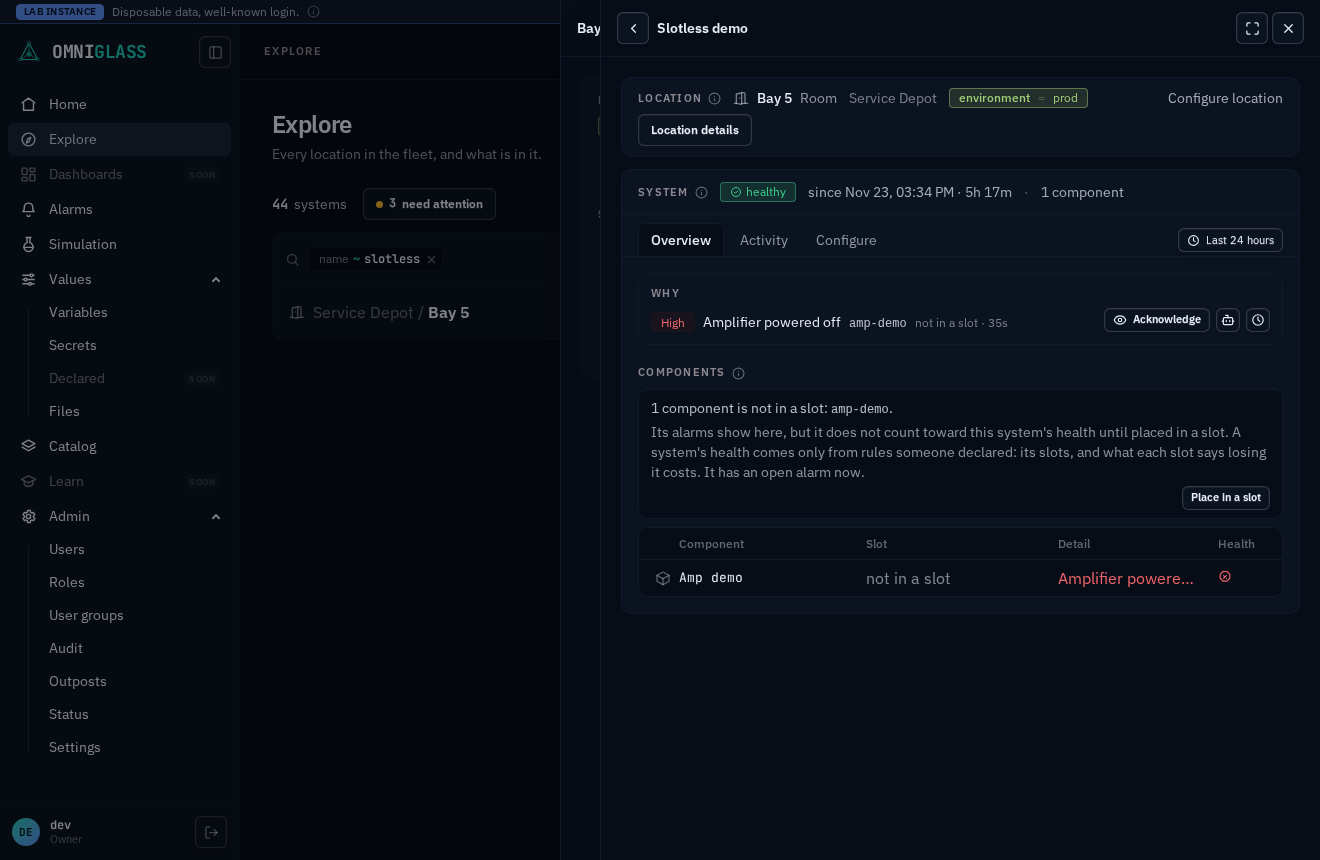 LAB INSTANCE Disposable data, well-known login.
OMNIGLASS
Home
Explore
Dashboards SOON
Alarms
Simulation
Values
Variables
Secrets
Declared SOON
Files
Catalog
Learn SOON
Admin
Users
Roles
User groups
Audit
Outposts
Status
Settings
DE dev
Owner
EXPLORE
Explore
Every location in the fleet, and what is in it.
44 systems 3 need attention
name ~ slotless
Service Depot / Bay 5
Bay
Slotless demo
LOCATION Bay 5 Room Service Depot environment = prod Configure location
Location details
SYSTEM healthy since Nov 23, 03:34 PM · 5h 17m · 1 component
Overview Activity Configure Last 24 hours
WHY
High Amplifier powered off amp-demo not in a slot · 35s Acknowledge
COMPONENTS
1 component is not in a slot: amp-demo.
Its alarms show here, but it does not count toward this system's health until placed in a slot. A
system's health comes only from rules someone declared: its slots, and what each slot says losing
it costs. It has an open alarm now.
Place in a slot
Component Slot Detail Health
Amp demo not in a slot Amplifier powere...